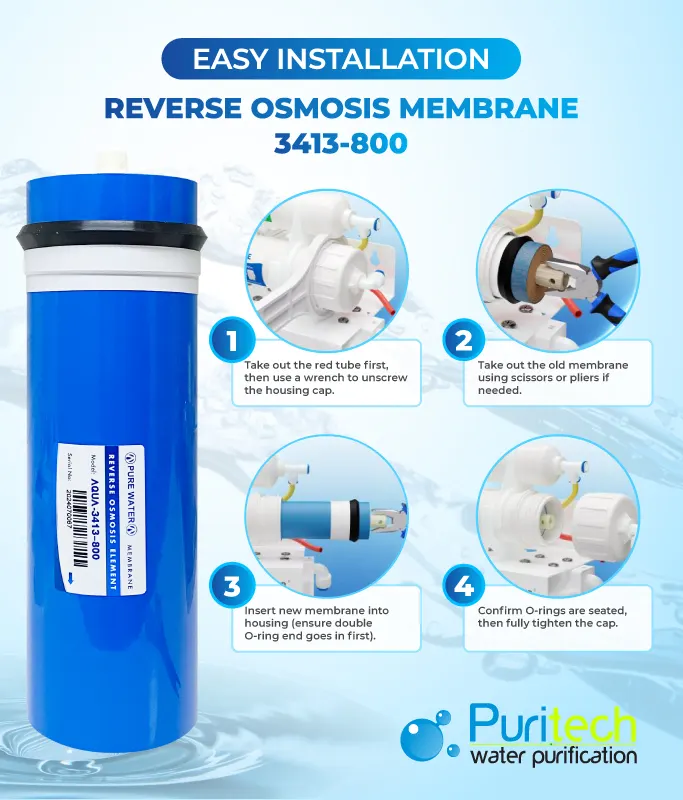 EASY INSTALLATION
REVERSE OSMOSIS MEMBRANE
3413-800
1
Take out the red tube first,
then use a wrench to unscrew
the housing cap.
2
Take out the old membrane
using scissors or pliers if
needed.
PURE WATER
MEMBRANE
REVERSE OSMOSIS ELEMENT
Model: AQUA-3413-800
Serial No: 2024070067
3
Insert new membrane into
housing (ensure double
O-ring end goes in first).
4
Confirm O-rings are seated,
then fully tighten the cap.
Puritech
water purification